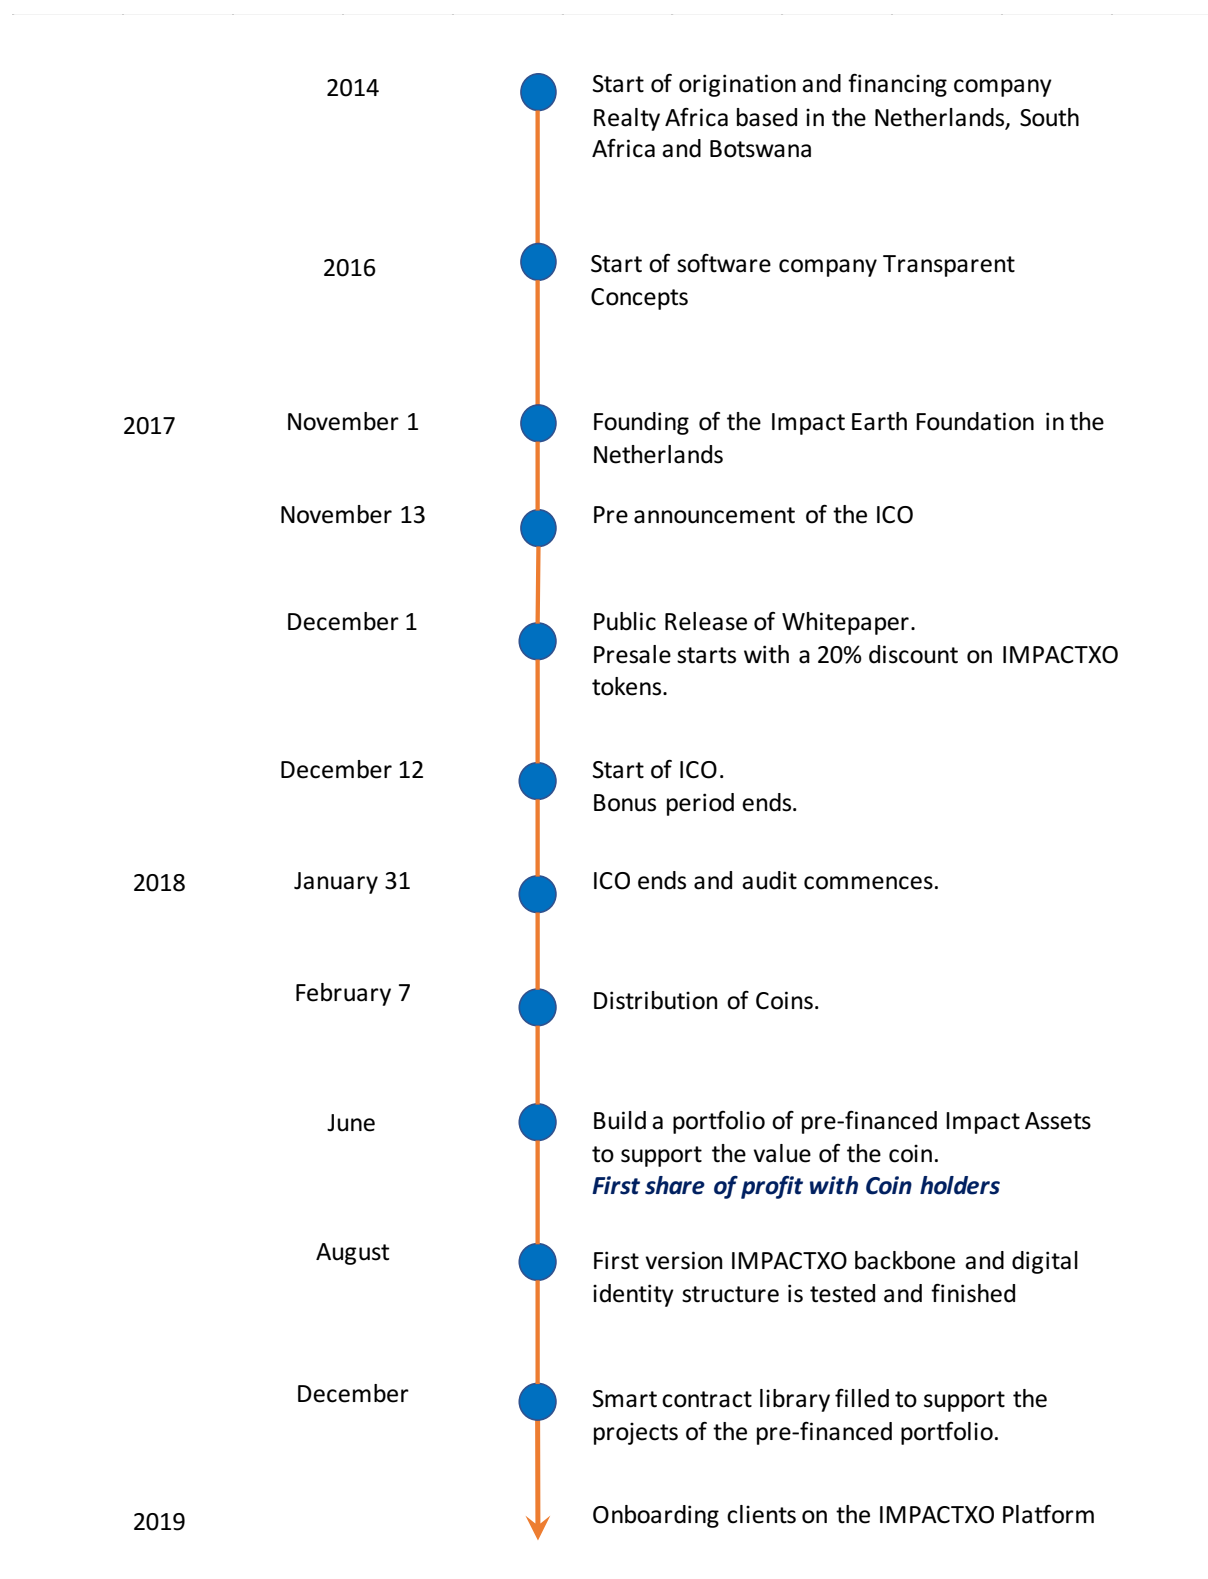 2014
Start of origination and financing company
Realty Africa based in the Netherlands, South
Africa and Botswana
2016
Start of software company Transparent
Concepts
2017
November 1
Founding of the Impact Earth Foundation in the
Netherlands
November 13
Pre announcement of the ICO
December 1
Public Release of Whitepaper.
Presale starts with a 20% discount on IMPACTXO
tokens.
December 12
Start of ICO.
Bonus period ends.
2018
January 31
ICO ends and audit commences.
February 7
Distribution of Coins.
June
Build a portfolio of pre-financed Impact Assets
to support the value of the coin.
First share of profit with Coin holders
August
First version IMPACTXO backbone and digital
identity structure is tested and finished
December
Smart contract library filled to support the
projects of the pre-financed portfolio.
2019
Onboarding clients on the IMPACTXO Platform